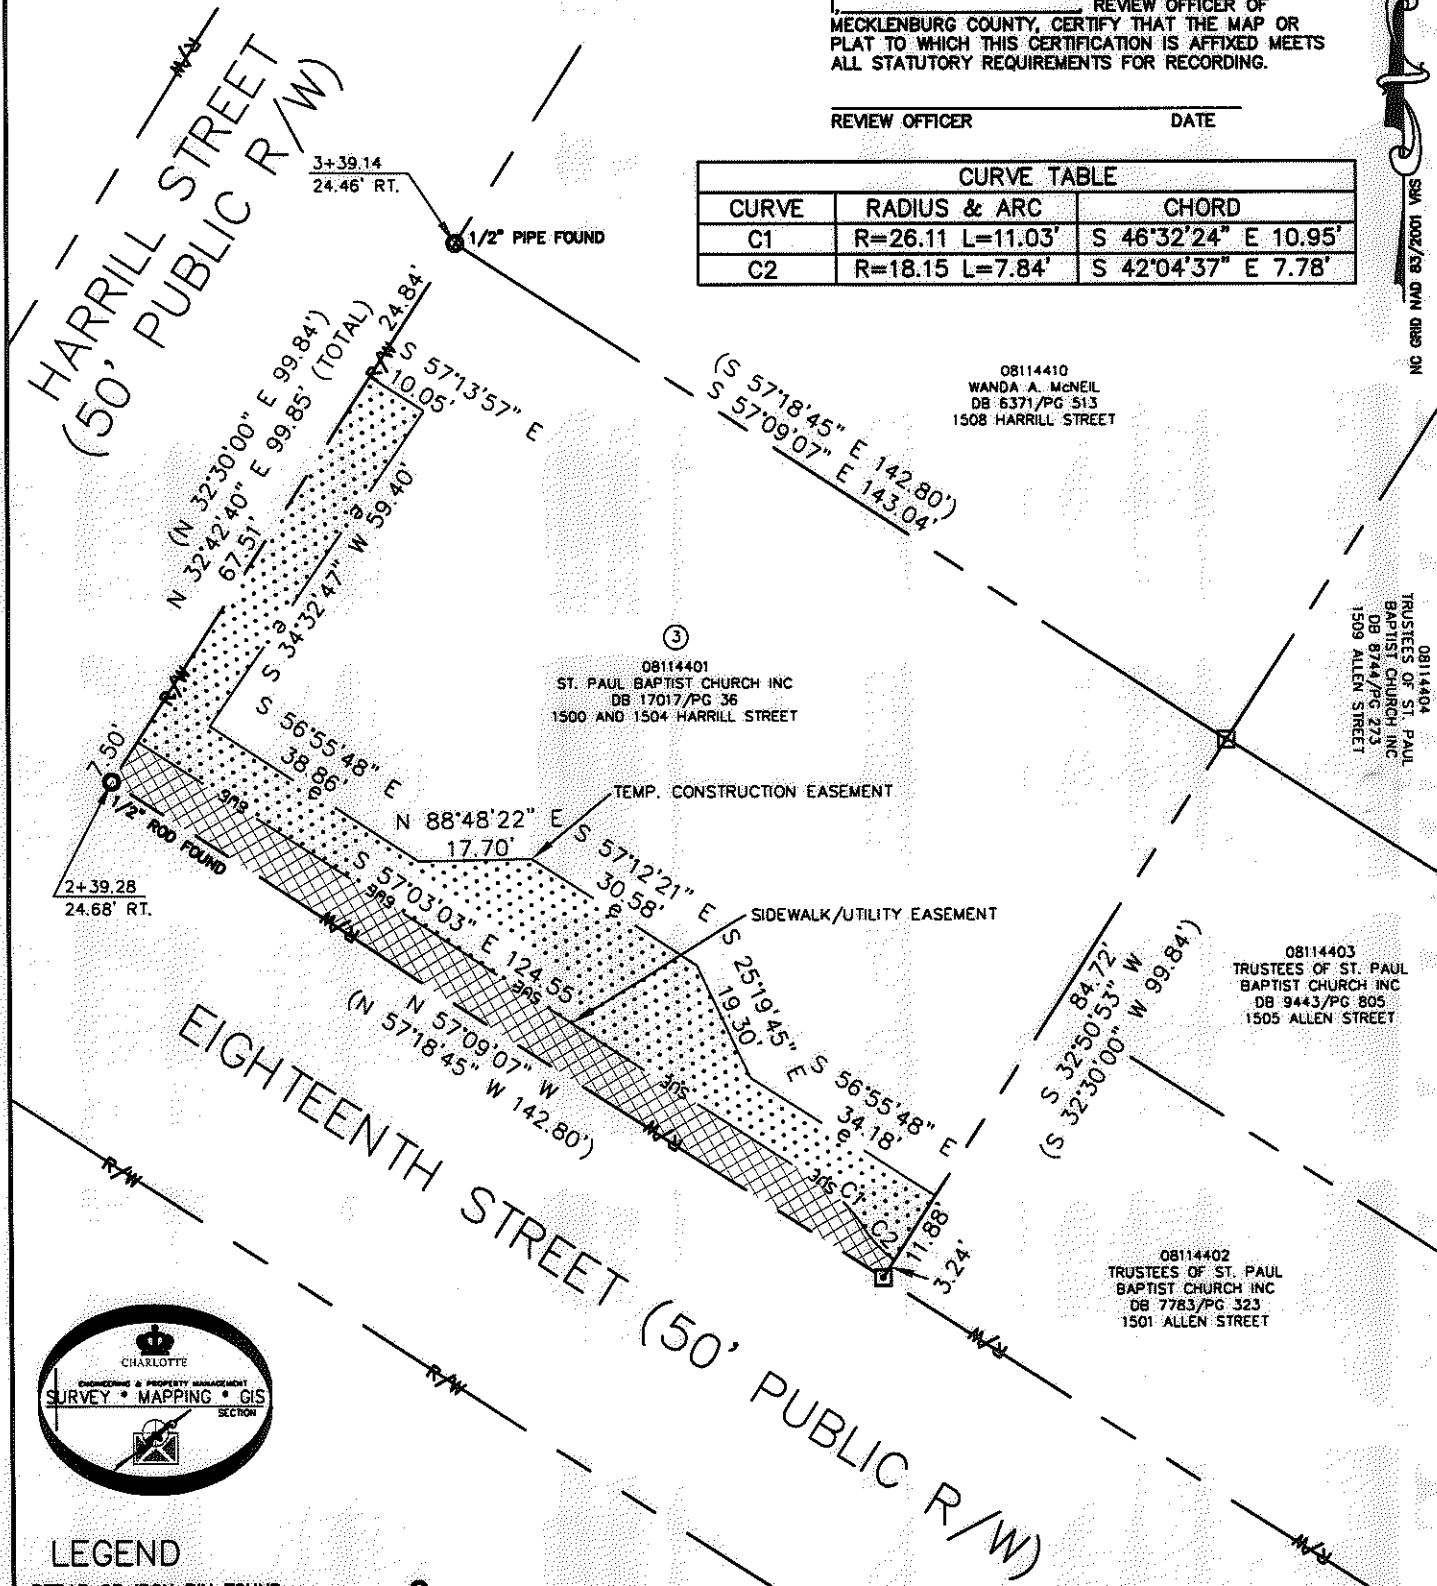 REVIEW OFFICER OF
MECKLENBURG COUNTY, CERTIFY THAT THE MAP OR
PLAT TO WHICH THIS CERTIFICATION IS AFFIXED MEETS
ALL STATUTORY REQUIREMENTS FOR RECORDING.
REVIEW OFFICER DATE
CURVE TABLE
CURVE RADIUS & ARC CHORD
C1 R=26.11 L=11.03' S 46°32'24" E 10.95'
C2 R=18.15 L=7.84' S 42°04'37" E 7.78'
NC GRID NAD 83/2001 VRS
R/W
HARRILL STREET
(50' PUBLIC R/W)
3+39.14
24.46' RT.
1/2" PIPE FOUND
24.84'
R/W
S 57°13'57" E
10.05'
(N 32°30'00" E 99.84')
N 32°42'40" E 99.85' (TOTAL)
67.51'
e
S 34°32'47" W 59.40'
e
(S 57°18'45" E 142.80')
S 57°09'07" E 143.04'
08114410
WANDA A. McNEIL
DB 6371/PG 513
1508 HARRILL STREET
08114404
TRUSTEES OF ST. PAUL
BAPTIST CHURCH INC
DB 8744/PG 273
1509 ALLEN STREET
3
08114401
ST. PAUL BAPTIST CHURCH INC
DB 17017/PG 36
1500 AND 1504 HARRILL STREET
R/W
7.50'
1/2" ROD FOUND
2+39.28
24.68' RT.
S 56°55'48" E
38.86'
e
N 88°48'22" E
17.70'
TEMP. CONSTRUCTION EASEMENT
S 57°12'21" E
30.58'
e
SIDEWALK/UTILITY EASEMENT
SUE
S 57°03'03" E 124.55
SUE
SUE
R/W
S 25°19'45" E
19.30'
N 57°09'07" W
(N 57°18'45" W 142.80')
SUE
R/W
S 56°55'48" E
34.18'
e
SUE
C1
C2
11.88'
3.24'
84.72'
S 32°50'53" W
(S 32°30'00" W 99.84')
08114403
TRUSTEES OF ST. PAUL
BAPTIST CHURCH INC
DB 9443/PG 805
1505 ALLEN STREET
08114402
TRUSTEES OF ST. PAUL
BAPTIST CHURCH INC
DB 7783/PG 323
1501 ALLEN STREET
R/W
EIGHTEENTH STREET (50' PUBLIC R/W)
R/W
R/W
R/W
CHARLOTTE
ENGINEERING & PROPERTY MANAGEMENT
SURVEY * MAPPING * GIS
SECTION
LEGEND